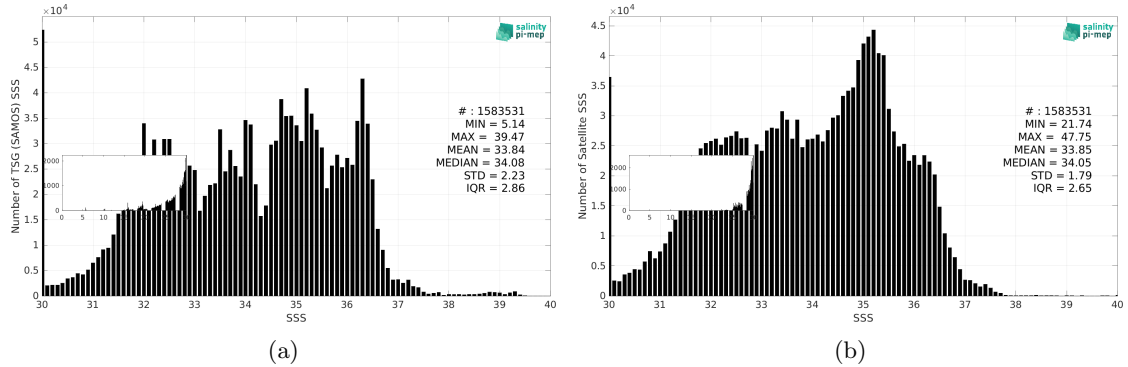 ×10⁴
5
4.5
4
3.5
3
2.5
2
1.5
1
0.5
0
Number of TSG (SAMOS) SSS
salinity
pi-mep
# : 1583531
MIN = 5.14
MAX = 39.47
MEAN = 33.84
MEDIAN = 34.08
STD = 2.23
IQR = 2.86
2000
1000
0
0 5 10
30 31 32 33 34 35 36 37 38 39 40
SSS
(a)
×10⁴
4.5
4
3.5
3
2.5
2
1.5
1
0.5
0
Number of Satellite SSS
salinity
pi-mep
# : 1583531
MIN = 21.74
MAX = 47.75
MEAN = 33.85
MEDIAN = 34.05
STD = 1.79
IQR = 2.65
2000
1000
0
0 5 10
30 31 32 33 34 35 36 37 38 39 40
SSS
(b)